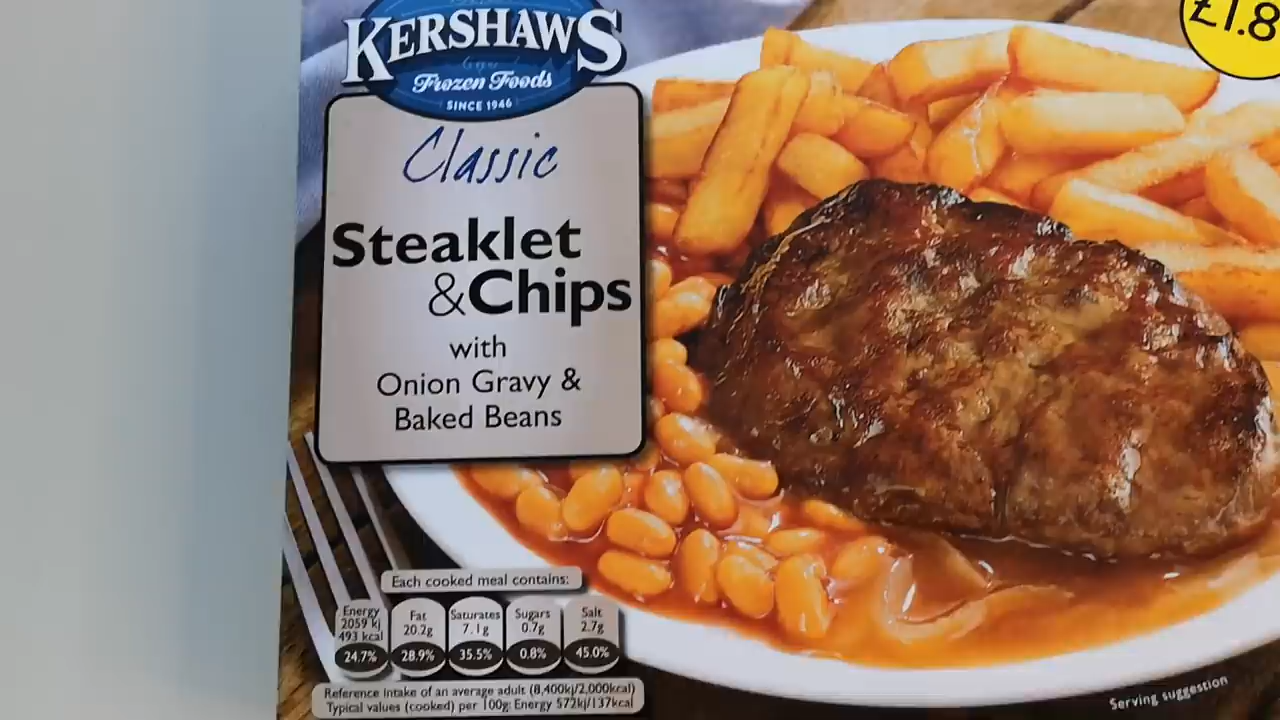 KERSHAWS
Frozen Foods
SINCE 1946
£1.8
Classic
Steaklet
&Chips
with
Onion Gravy &
Baked Beans
Each cooked meal contains:
Energy
2059 kj
493 kcal
24.7%
Fat
20.2g
28.9%
Saturates
7.1g
35.5%
Sugars
0.7g
0.8%
Salt
2.7g
45.0%
Reference intake of an average adult (8,400kj/2,000kcal)
Typical values (cooked) per 100g: Energy 572kj/137kcal
Serving suggestion